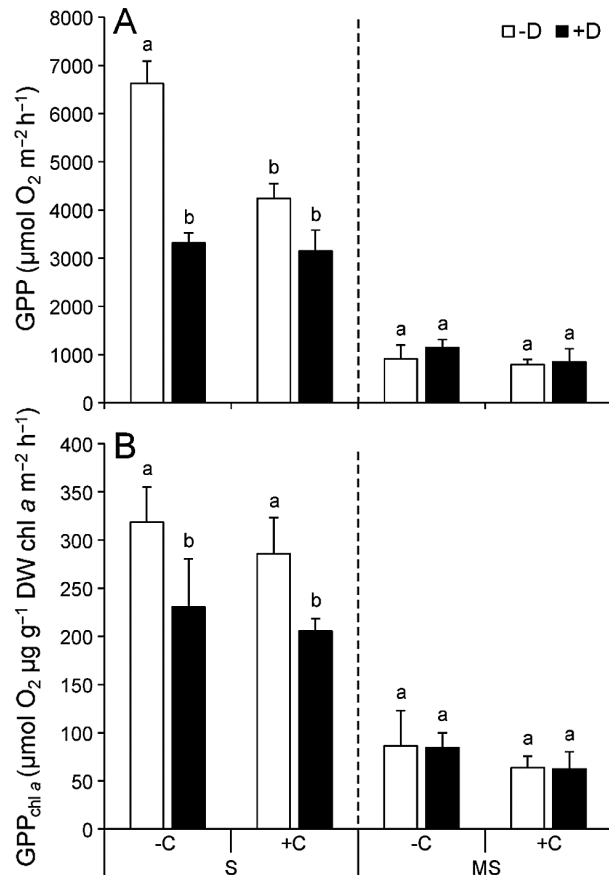 A
-D +D
8000
7000
6000
5000
4000
3000
2000
1000
0
GPP (µmol O₂ m⁻² h⁻¹)
a
b
b
b
a
a
a
a
B
400
350
300
250
200
150
100
50
0
GPPchl a (µmol O₂ µg g⁻¹ DW chl a m⁻² h⁻¹)
a
b
a
b
a
a
a
a
-C +C -C +C
S MS